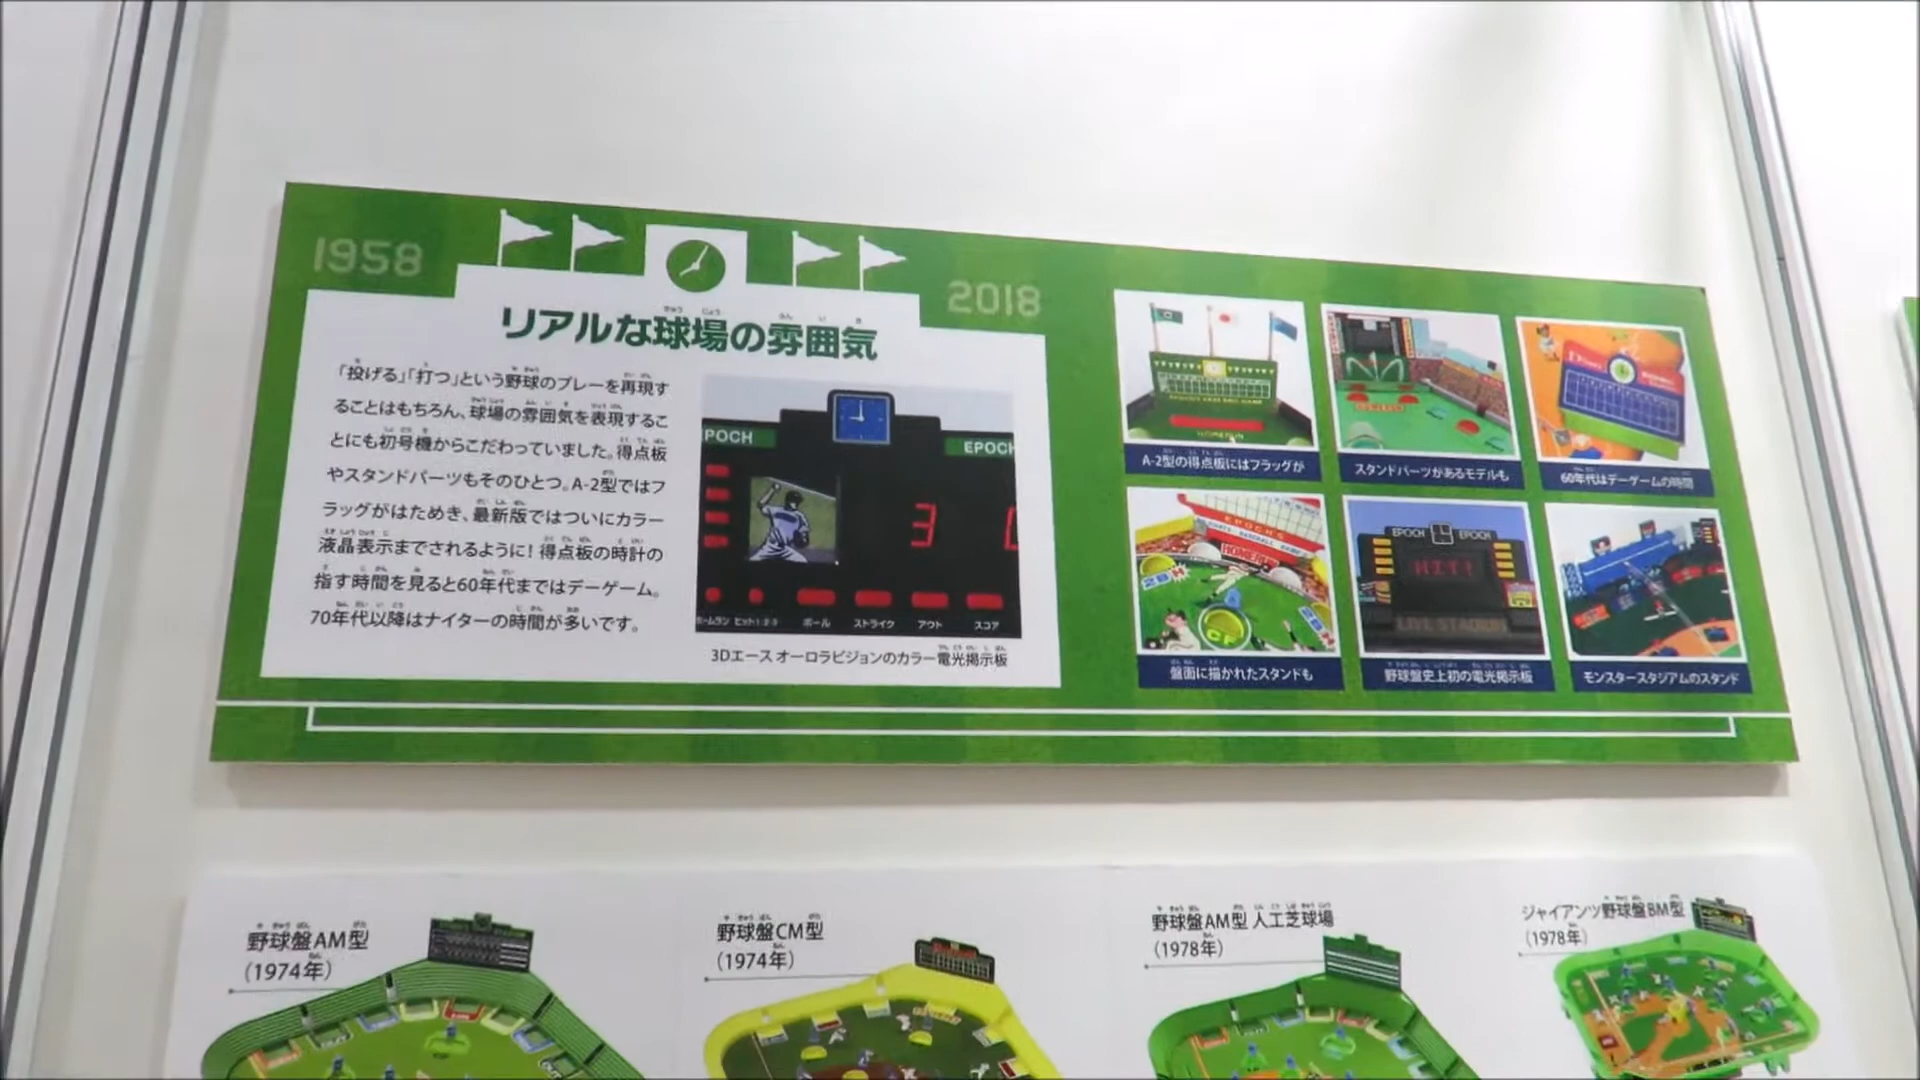 1958
2018
リアルな球場の雰囲気
「投げる」「打つ」という野球のプレーを再現す
ることはもちろん、球場の雰囲気を表現するこ
とにも初号機からこだわっていました。得点板
やスタンドパーツもそのひとつ。A-2型ではフ
ラッグがはためき、最新版ではついにカラー
液晶表示までされるように!得点板の時計の
指す時間を見ると60年代まではデーゲーム。
70年代以降はナイターの時間が多いです。
EPOCH
3
ボール ストライク アウト スコア
3Dエース オーロラビジョンのカラー電光掲示板
A-2型の得点板にはフラッグが
スタンドパーツがあるモデルも
60年代はデーゲームの時間
EPOCHS
BASEBALL GAME
HOMERUN
2BH
CF
2BH
盤面に描かれたスタンドも
EPOCH EPOCH
HIT!
LIVE STADIUM
野球盤史上初の電光掲示板
モンスタースタジアムのスタンド
野球盤AM型
(1974年)
野球盤CM型
(1974年)
野球盤AM型 人工芝球場
(1978年)
ジャイアンツ野球盤BM型
(1978年)